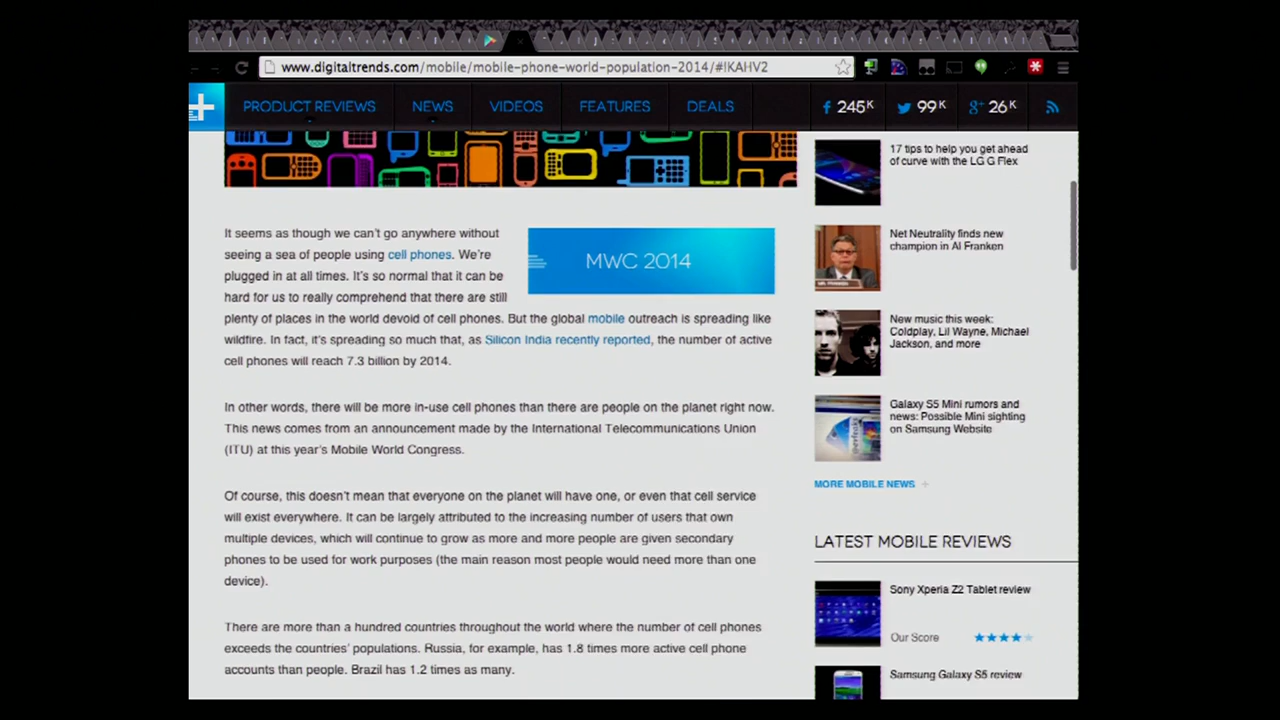 www.digitaltrends.com/mobile/mobile-phone-world-population-2014/#!KAHV2
PRODUCT REVIEWS NEWS VIDEOS FEATURES DEALS 245K 99K 26K
It seems as though we can't go anywhere without
seeing a sea of people using cell phones. We're
plugged in at all times. It's so normal that it can be
hard for us to really comprehend that there are still
plenty of places in the world devoid of cell phones. But the global mobile outreach is spreading like
wildfire. In fact, it's spreading so much that, as Silicon India recently reported, the number of active
cell phones will reach 7.3 billion by 2014.
MWC 2014
In other words, there will be more in-use cell phones than there are people on the planet right now.
This news comes from an announcement made by the International Telecommunications Union
(ITU) at this year's Mobile World Congress.
Of course, this doesn't mean that everyone on the planet will have one, or even that cell service
will exist everywhere. It can be largely attributed to the increasing number of users that own
multiple devices, which will continue to grow as more and more people are given secondary
phones to be used for work purposes (the main reason most people would need more than one
device).
There are more than a hundred countries throughout the world where the number of cell phones
exceeds the countries' populations. Russia, for example, has 1.8 times more active cell phone
accounts than people. Brazil has 1.2 times as many.
17 tips to help you get ahead
of curve with the LG G Flex
Net Neutrality finds new
champion in Al Franken
New music this week:
Coldplay, Lil Wayne, Michael
Jackson, and more
Galaxy S5 Mini rumors and
news: Possible Mini sighting
on Samsung Website
MORE MOBILE NEWS +
LATEST MOBILE REVIEWS
Sony Xperia Z2 Tablet review
Our Score
Samsung Galaxy S5 review